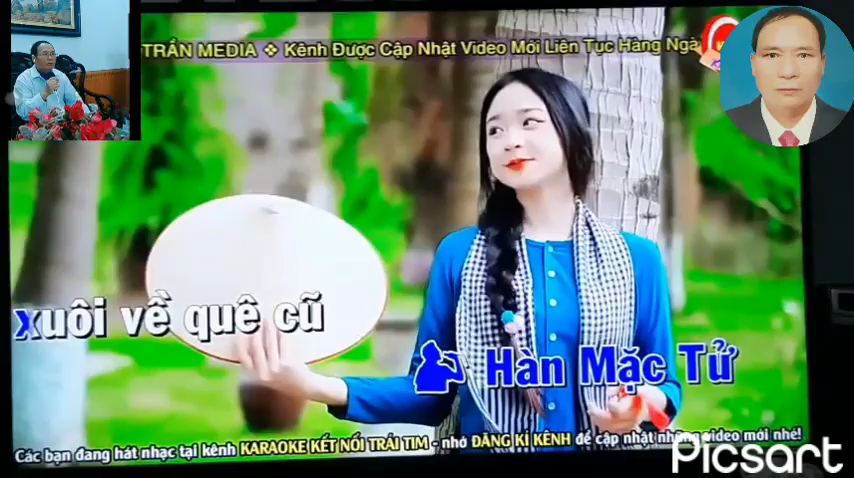 TRẦN MEDIA ❖ Kênh Được Cập Nhật Video Mới Liên Tục Hàng Ngà
xuôi về quê cũ
Hàn Mặc Tử
Các bạn đang hát nhạc tại kênh KARAOKE KẾT NỐI TRÁI TIM - nhớ ĐĂNG KÍ KÊNH để cập nhật những video mới nhé!
Picsart